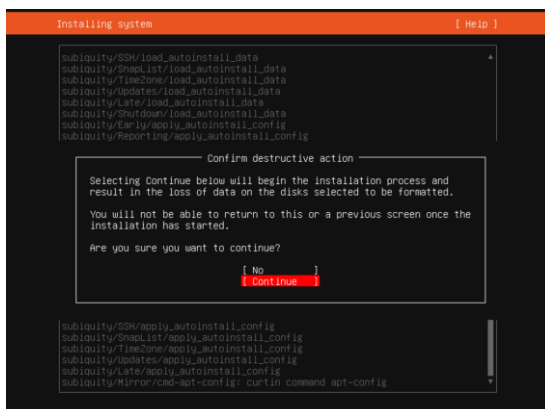 Installing system [ Help ]
subiquity/SSH/load_autoinstall_data
subiquity/SnapList/load_autoinstall_data
subiquity/TimeZone/load_autoinstall_data
subiquity/Updates/load_autoinstall_data
subiquity/Late/load_autoinstall_data
subiquity/Shutdown/load_autoinstall_data
subiquity/Early/apply_autoinstall_config
subiquity/Reporting/apply_autoinstall_config
Confirm destructive action
Selecting Continue below will begin the installation process and
result in the loss of data on the disks selected to be formatted.
You will not be able to return to this or a previous screen once the
installation has started.
Are you sure you want to continue?
[ No ]
[ Continue ]
subiquity/SSH/apply_autoinstall_config
subiquity/SnapList/apply_autoinstall_config
subiquity/TimeZone/apply_autoinstall_config
subiquity/Updates/apply_autoinstall_config
subiquity/Late/apply_autoinstall_config
subiquity/Mirror/cmd-apt-config: curtin command apt-config